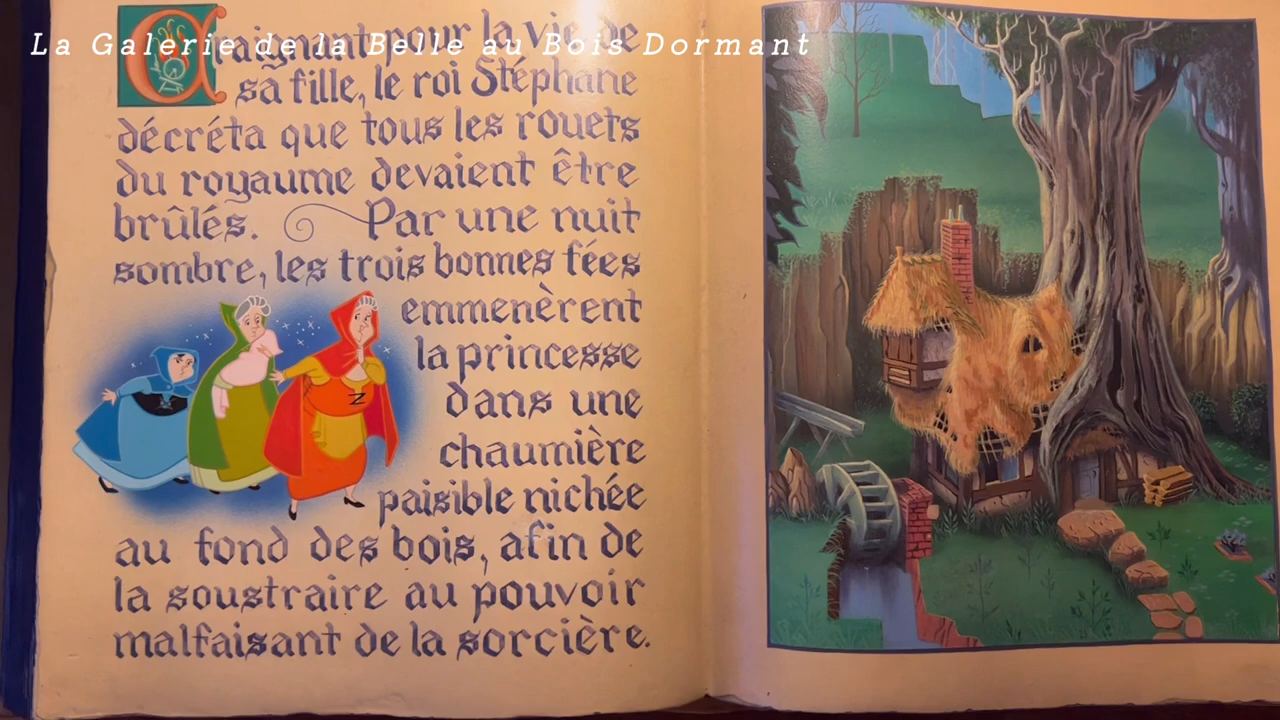 La Galerie de la Belle au Bois Dormant
Craignant pour la vie de
sa fille, le roi Stéphane
décréta que tous les rouets
du royaume devaient être
brûlés. Par une nuit
sombre, les trois bonnes fées
emmenèrent
la princesse
dans une
chaumière
paisible nichée
au fond des bois, afin de
la soustraire au pouvoir
malfaisant de la sorcière.